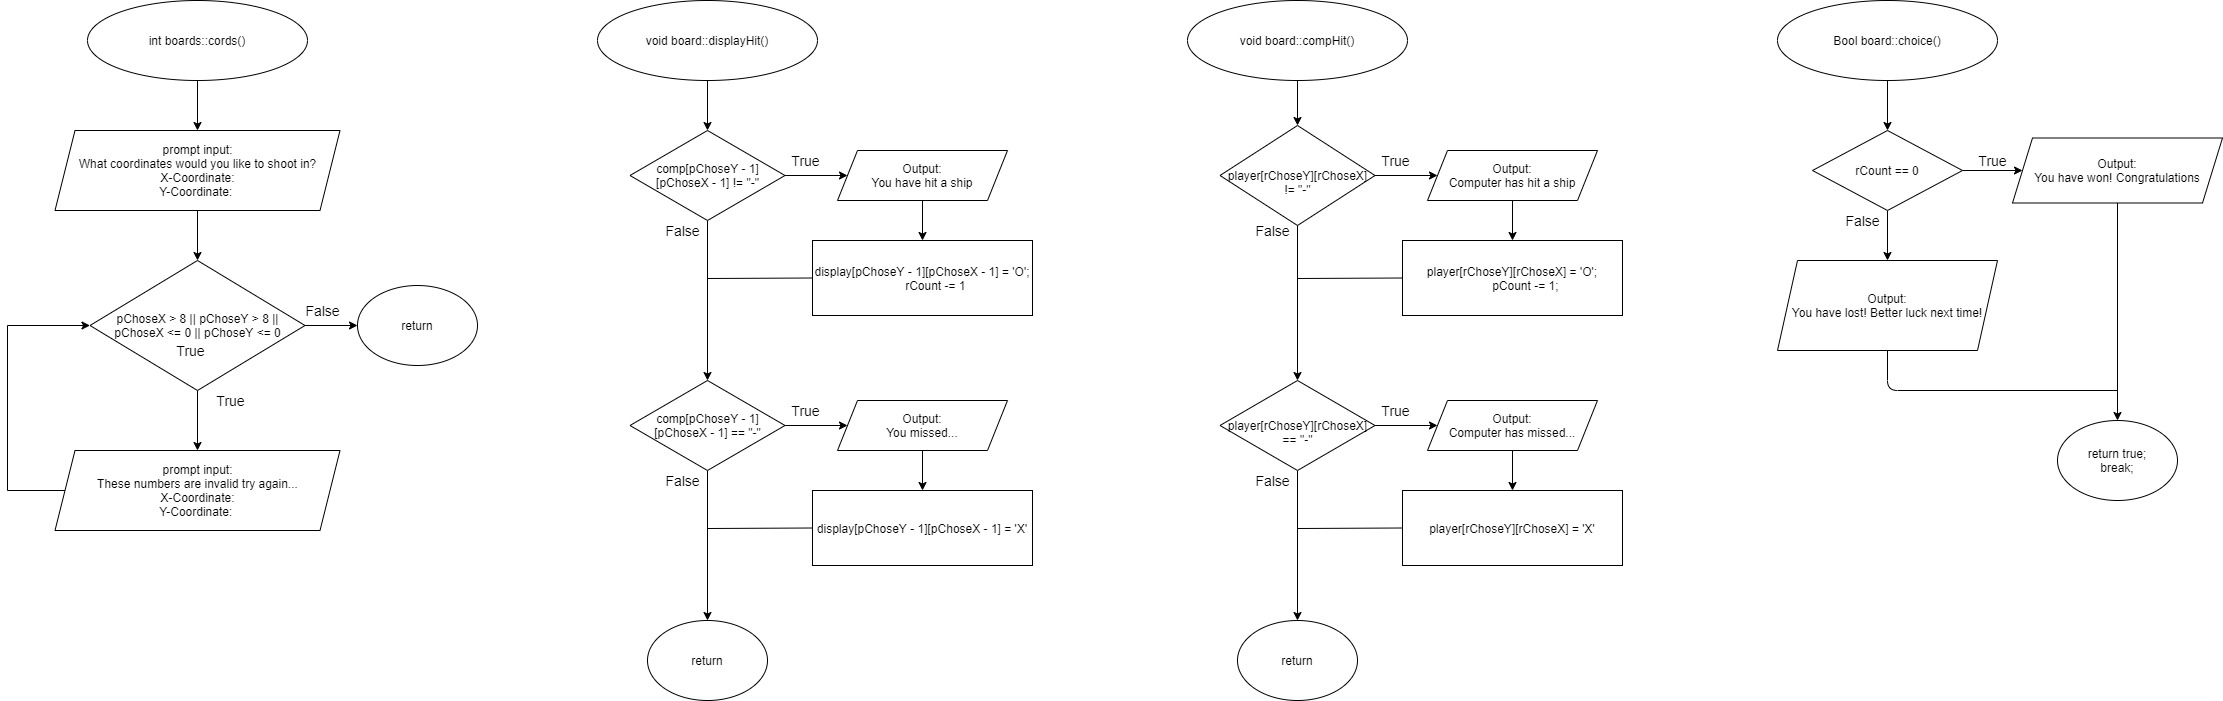 int boards::cords()
prompt input:
What coordinates would you like to shoot in?
X-Coordinate:
Y-Coordinate:
pChoseX > 8 || pChoseY > 8 ||
pChoseX <= 0 || pChoseY <= 0
True
False
return
True
prompt input:
These numbers are invalid try again...
X-Coordinate:
Y-Coordinate:
void board::displayHit()
comp[pChoseY - 1]
[pChoseX - 1] != "-"
True
Output:
You have hit a ship
False
display[pChoseY - 1][pChoseX - 1] = 'O';
rCount -= 1
comp[pChoseY - 1]
[pChoseX - 1] == "-"
True
Output:
You missed...
False
display[pChoseY - 1][pChoseX - 1] = 'X'
return
void board::compHit()
player[rChoseY][rChoseX]
!= "-"
True
Output:
Computer has hit a ship
False
player[rChoseY][rChoseX] = 'O';
pCount -= 1;
player[rChoseY][rChoseX]
== "-"
True
Output:
Computer has missed...
False
player[rChoseY][rChoseX] = 'X'
return
Bool board::choice()
rCount == 0
True
Output:
You have won! Congratulations
False
Output:
You have lost! Better luck next time!
return true;
break;